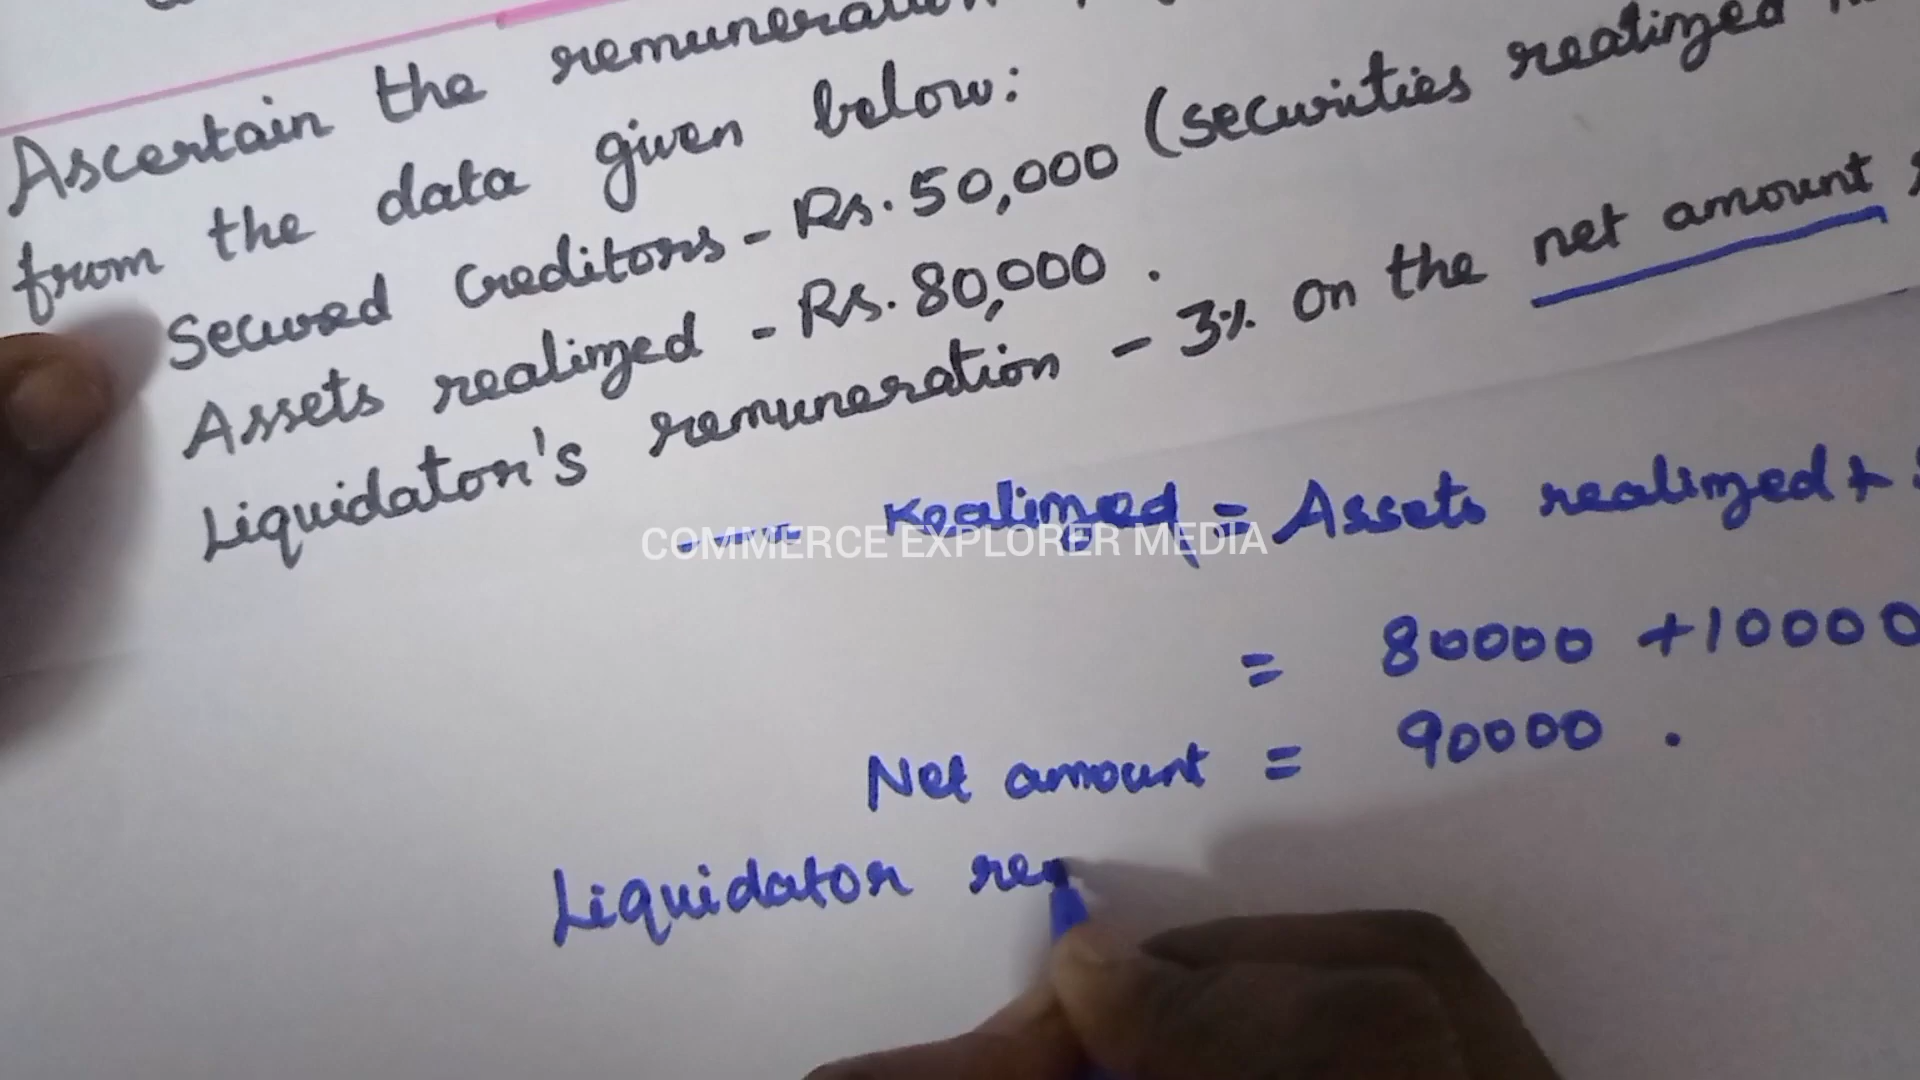 Ascertain the remuneration
from the data given below:
Secured Creditors - Rs. 50,000 (securities realized
Assets realized - Rs. 80,000.
Liquidator's remuneration - 3% on the net amount
Realized = Assets realized +
COMMERCE EXPLORER MEDIA
= 80000 + 10000
Net amount = 90000.
Liquidator rem